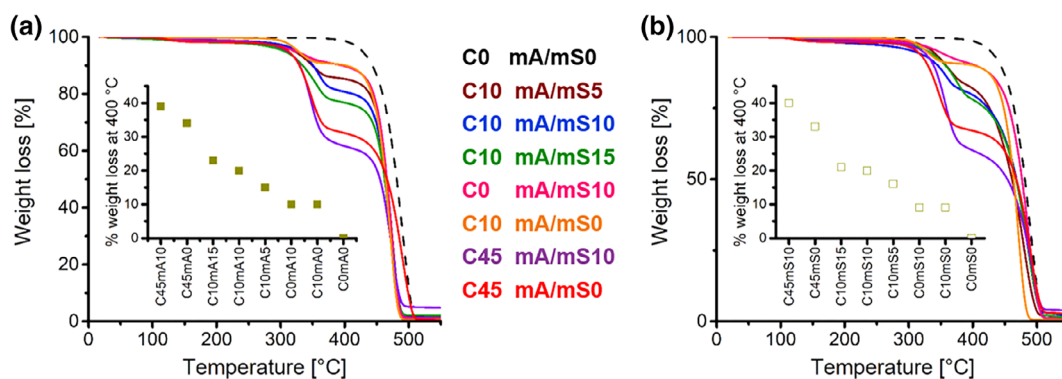 (a)
Weight loss [%]
100
80
60
40
20
0
0 100 200 300 400 500
Temperature [°C]
% weight loss at 400 °C
40
30
20
10
0
C45mA10
C45mA0
C10mA15
C10mA10
C10mA5
C0mA10
C10mA0
C0mA0
C0 mA/mS0
C10 mA/mS5
C10 mA/mS10
C10 mA/mS15
C0 mA/mS10
C10 mA/mS0
C45 mA/mS10
C45 mA/mS0
(b)
Weight loss [%]
100
50
0
0 100 200 300 400 500
Temperature [°C]
% weight loss at 400 °C
40
30
20
10
0
C45mS10
C45mS0
C10mS15
C10mS10
C10mS5
C0mS10
C10mS0
C0mS0